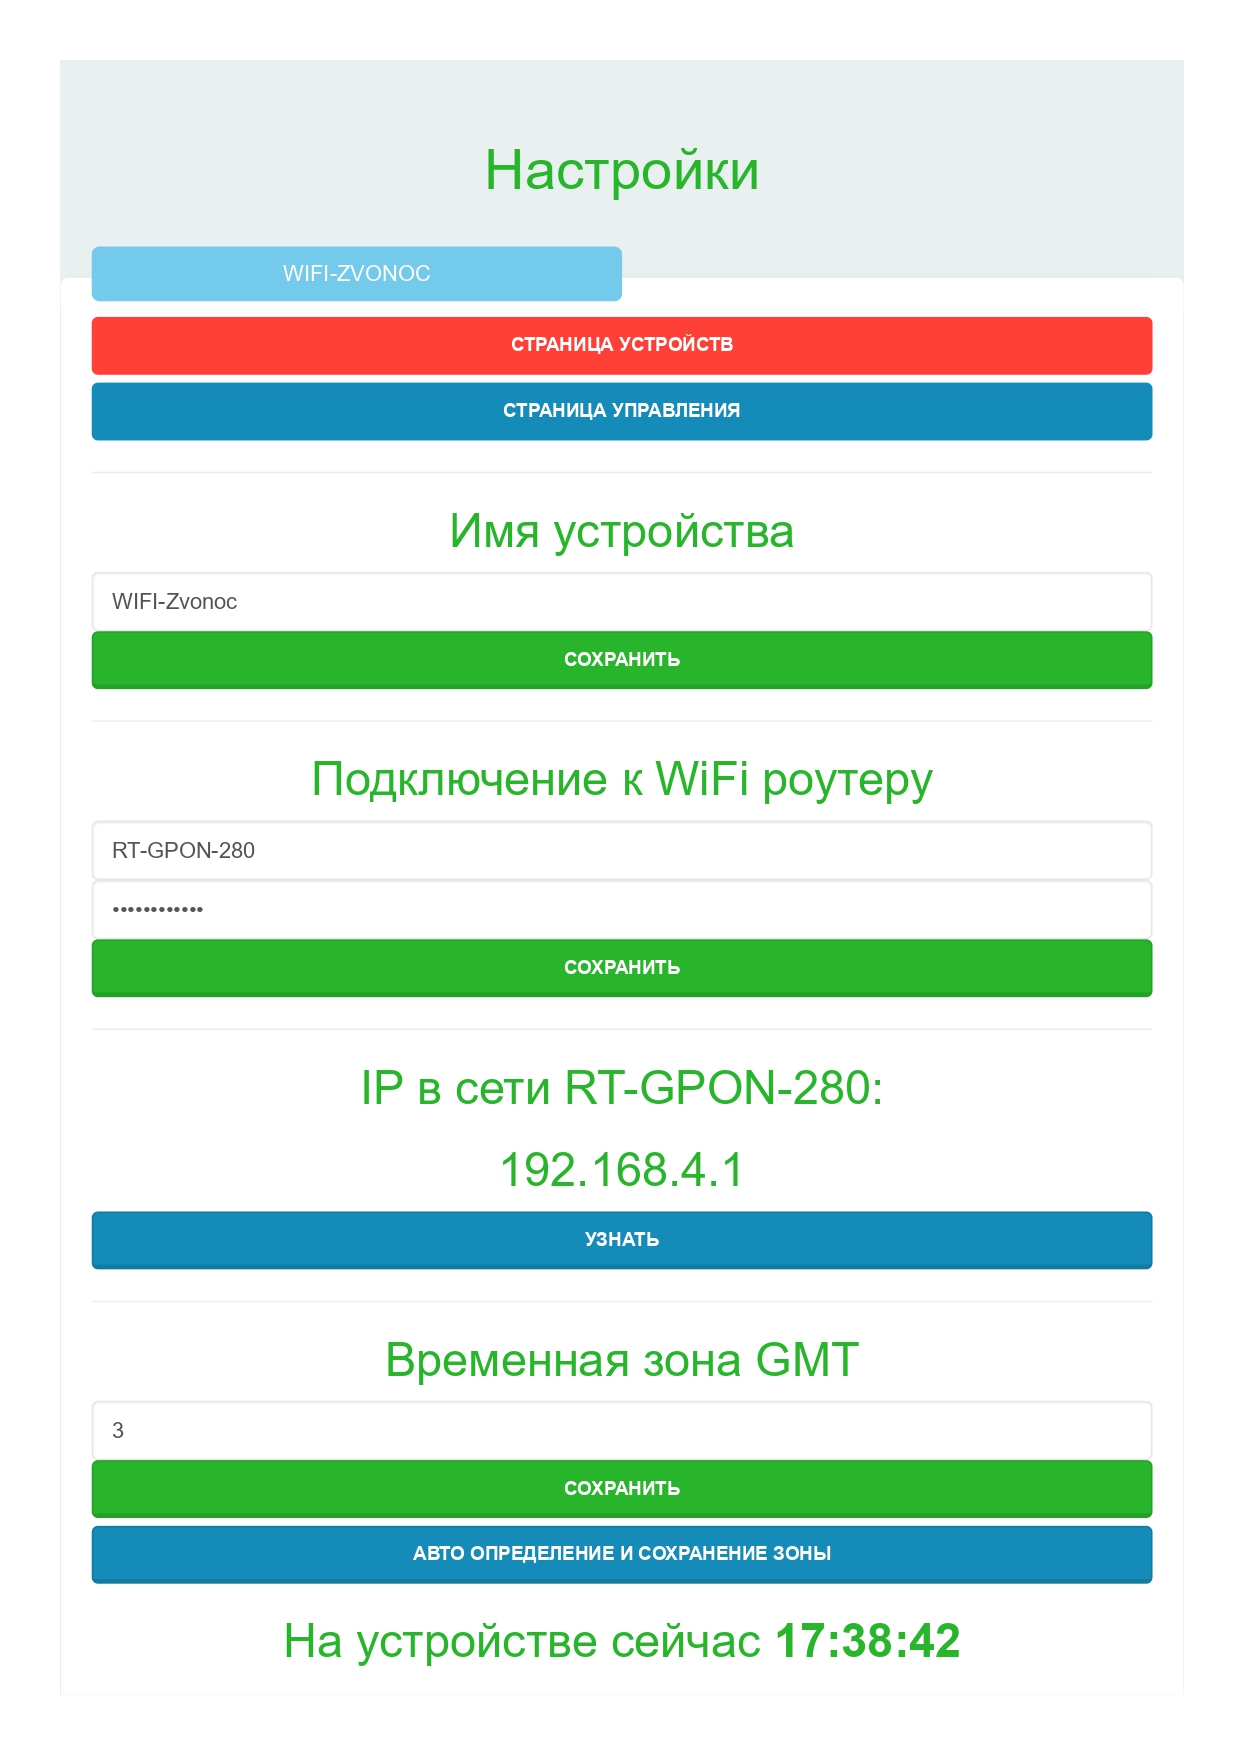 Настройки
WIFI-ZVONOC
СТРАНИЦА УСТРОЙСТВ
СТРАНИЦА УПРАВЛЕНИЯ
Имя устройства
WIFI-Zvonoc
СОХРАНИТЬ
Подключение к WiFi роутеру
RT-GPON-280
••••••••••••
СОХРАНИТЬ
IP в сети RT-GPON-280:
192.168.4.1
УЗНАТЬ
Временная зона GMT
3
СОХРАНИТЬ
АВТО ОПРЕДЕЛЕНИЕ И СОХРАНЕНИЕ ЗОНЫ
На устройстве сейчас 17:38:42